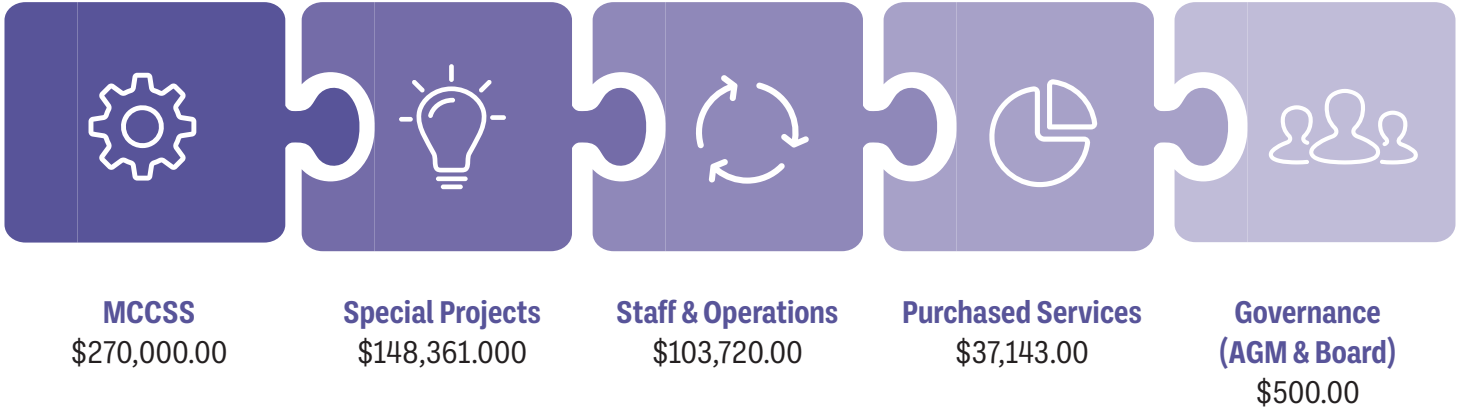 MCCSS
$270,000.00
Special Projects
$148,361.000
Staff & Operations
$103,720.00
Purchased Services
$37,143.00
Governance
(AGM & Board)
$500.00